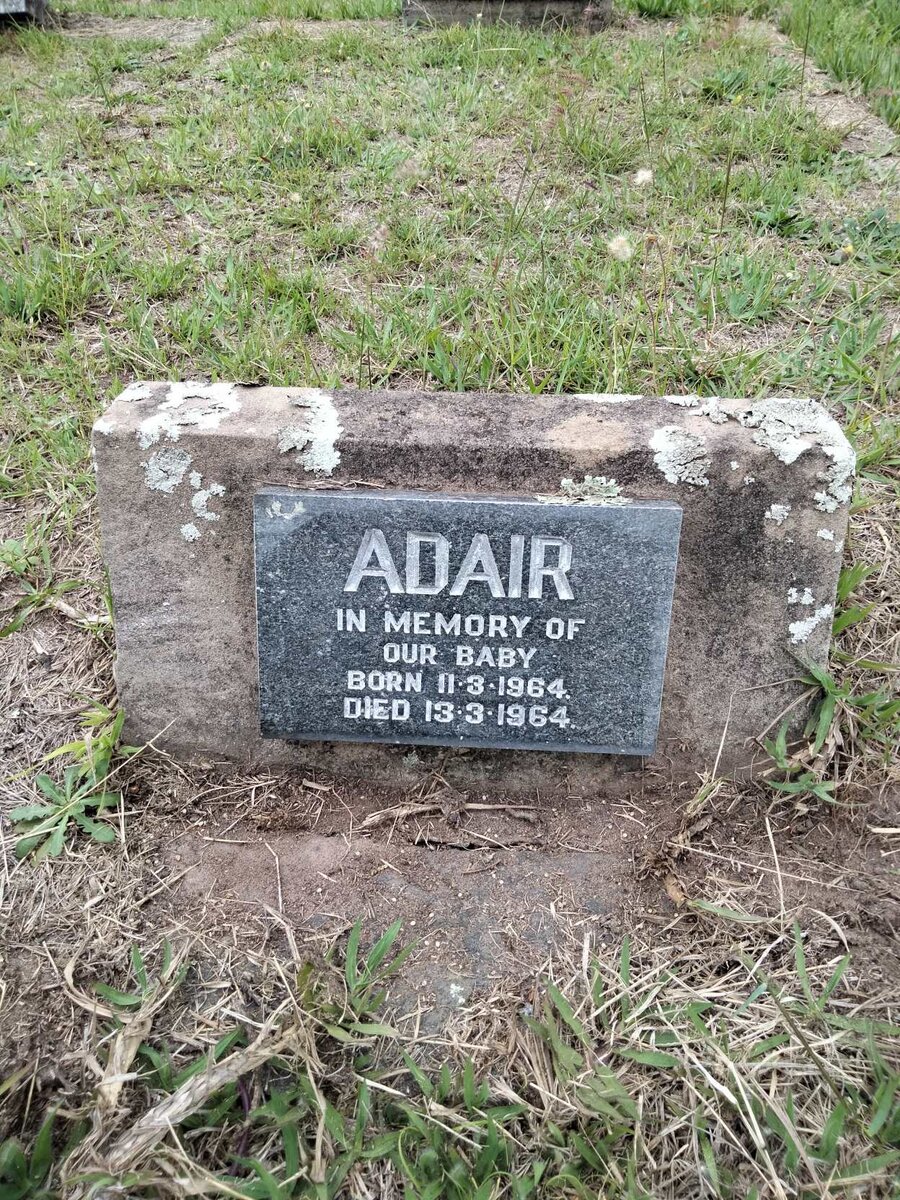 ADAIR
IN MEMORY OF
OUR BABY
BORN 11·3·1964.
DIED 13·3·1964.